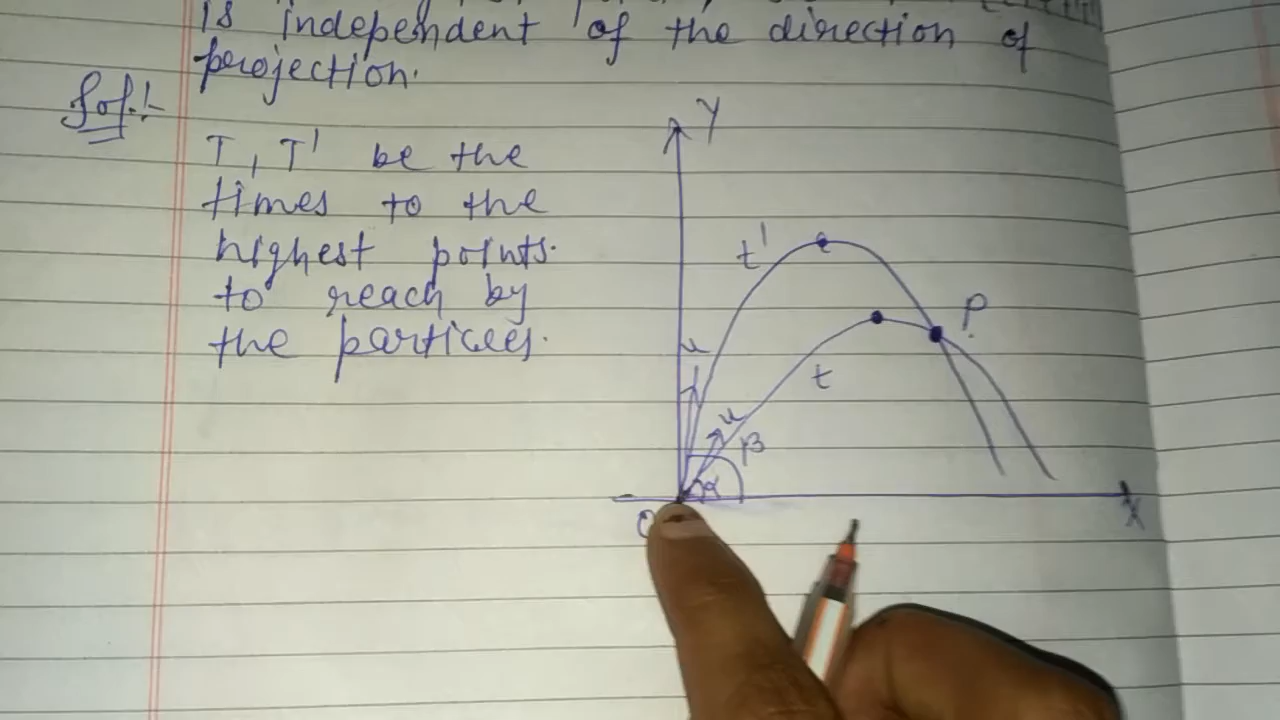 is independent of the direction of
projection.
Sol:-
T, T' be the
times to the
highest points.
to reach by
the particees.
Y
t'
P
u
t
u
β
α
O
X